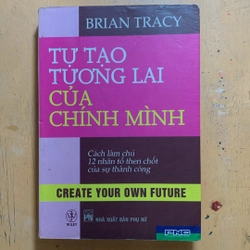 BRIAN TRACY
TỰ TẠO
TƯƠNG LAI
CỦA
CHÍNH MÌNH
Cách làm chủ
12 nhân tố then chốt
của sự thành công
CREATE YOUR OWN FUTURE
WILEY
NHÀ XUẤT BẢN PHỤ NỮ
PNC